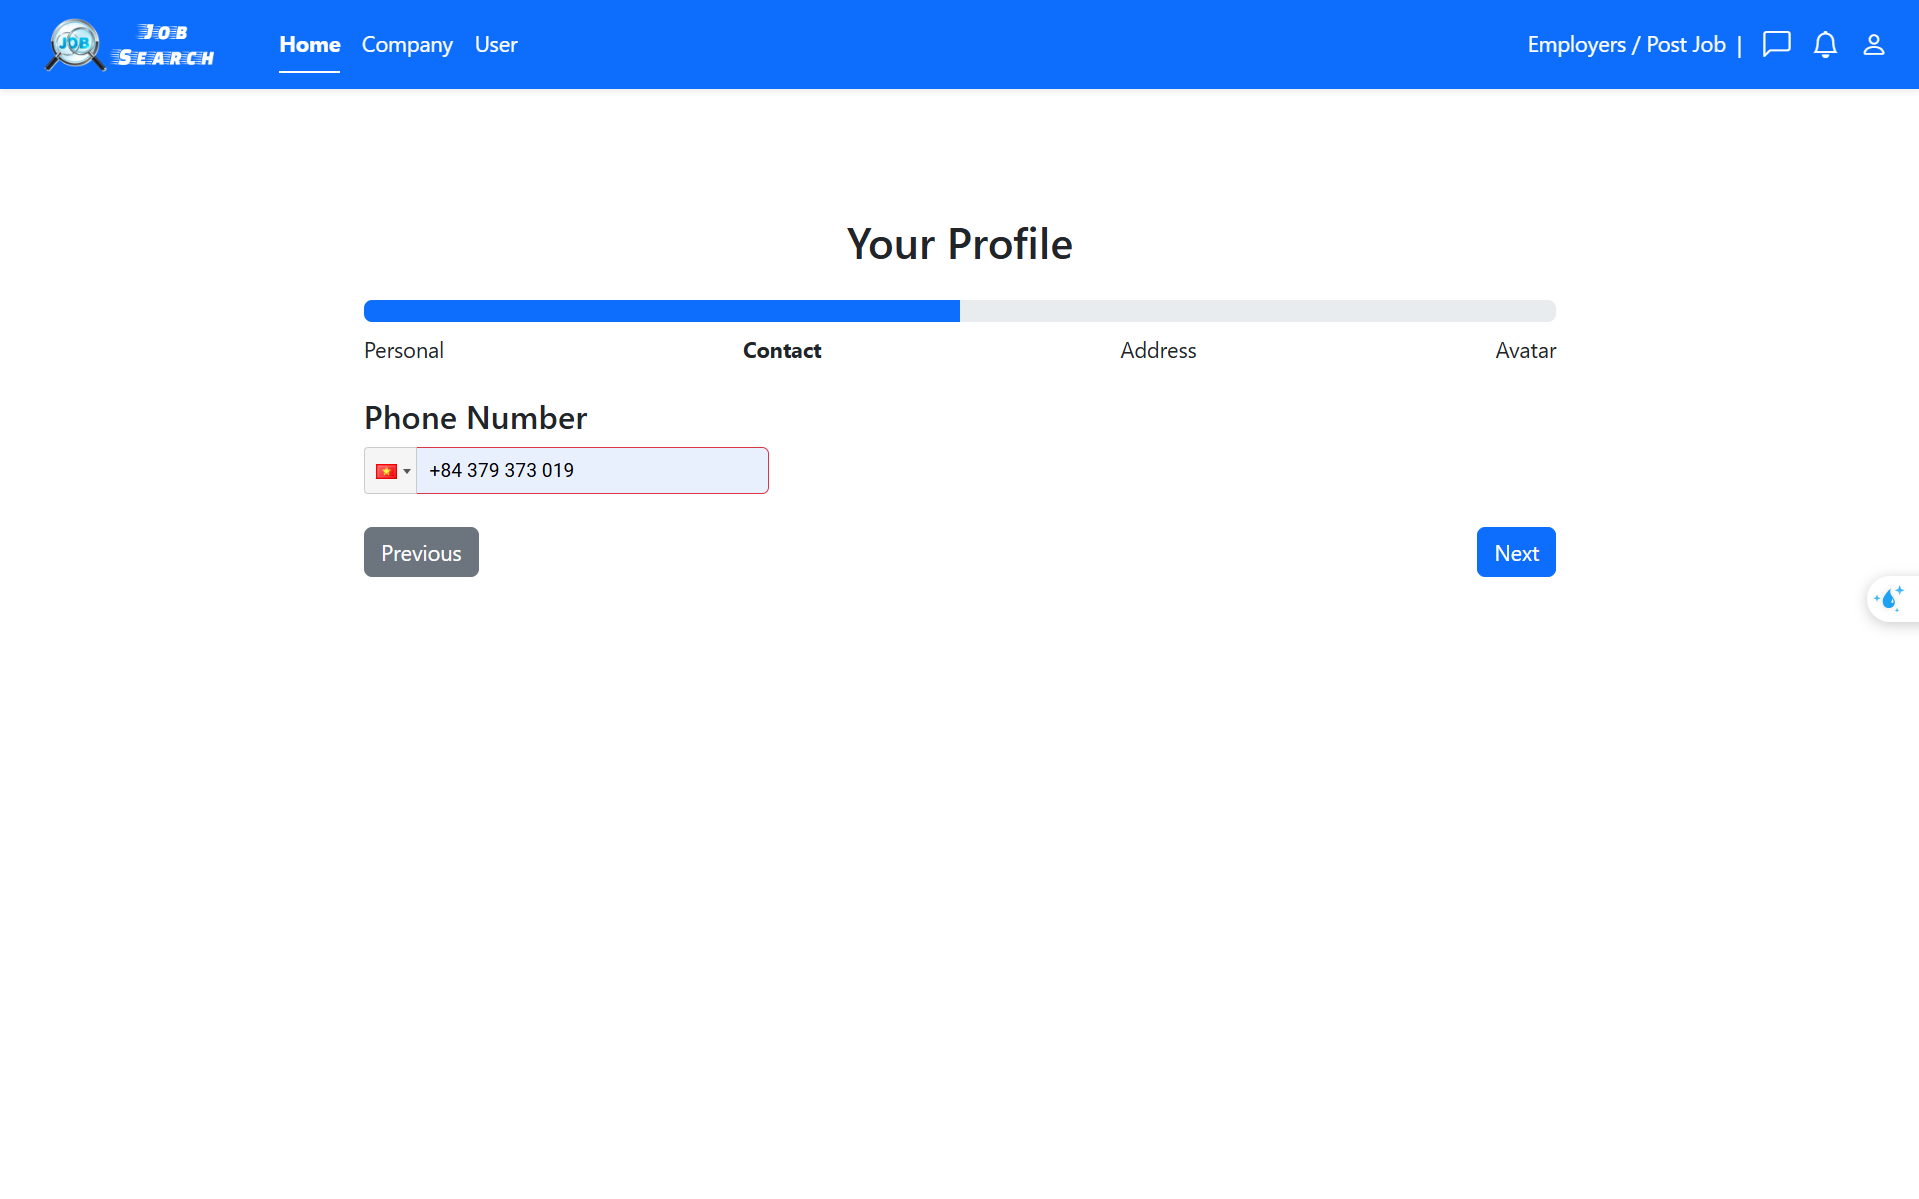 JOB
JOB
SEARCH
Home
Company
User
Employers / Post Job |
Your Profile
Personal
Contact
Address
Avatar
Phone Number
+84 379 373 019
Previous
Next